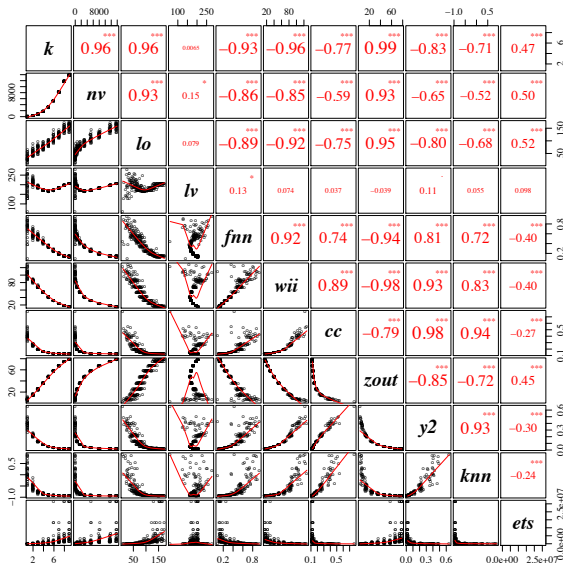 0 8000 100 250 20 80 20 60 −1.0 0.5
*** *** *** *** *** *** *** *** ***
k 0.96 0.96 0.0065 −0.93 −0.96 −0.77 0.99 −0.83 −0.71 0.47 2 6
*** * *** *** *** *** *** *** ***
0 8000 nv 0.93 0.15 −0.86 −0.85 −0.59 0.93 −0.65 −0.52 0.50
*** *** *** *** *** *** ***
lo 0.079 −0.89 −0.92 −0.75 0.95 −0.80 −0.68 0.52 50 150
* .
100 200 lv 0.13 0.074 0.037 −0.039 0.11 0.055 0.098
*** *** *** *** *** ***
fnn 0.92 0.74 −0.94 0.81 0.72 −0.40 0.2 0.8
*** *** *** *** ***
20 80 wii 0.89 −0.98 0.93 0.83 −0.40
*** *** *** ***
cc −0.79 0.98 0.94 −0.27 0.1 0.5
*** *** ***
20 60 zout −0.85 −0.72 0.45
*** ***
y2 0.93 −0.30 0.0 0.3 0.6
***
−1.0 0.5 knn −0.24
ets 0.0e+00 2.5e+07
2 6 50 150 0.2 0.8 0.1 0.5 0.0 0.3 0.6 0.0e+00 2.5e+07